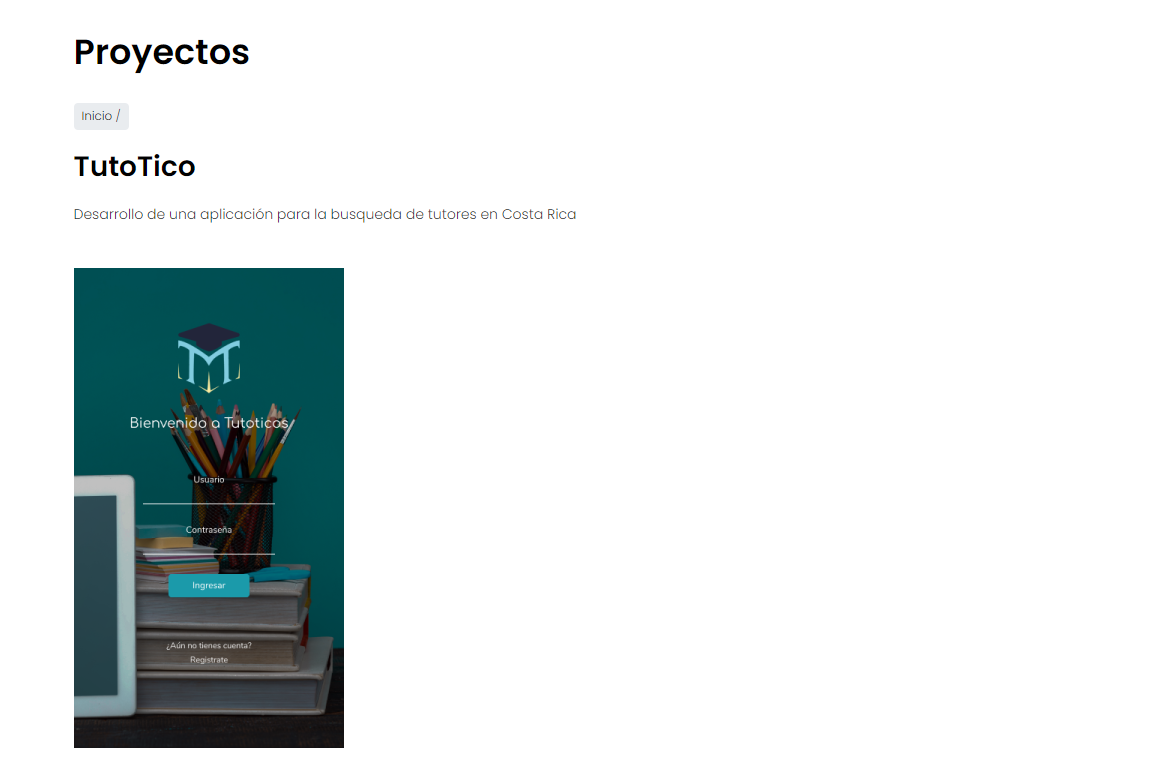 Proyectos
Inicio /
TutoTico
Desarrollo de una aplicación para la busqueda de tutores en Costa Rica
Bienvenido a Tutoticos
Usuario
Contraseña
Ingresar
¿Aún no tienes cuenta?
Registrate